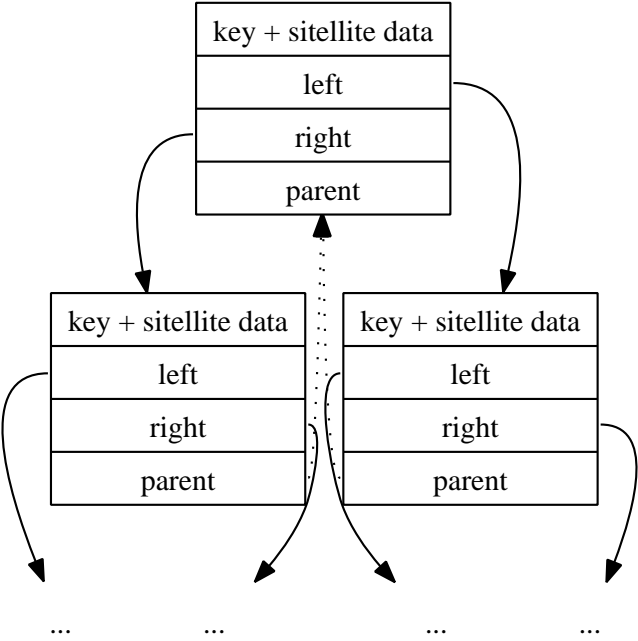 key + sitellite data
left
right
parent
key + sitellite data
left
right
parent
key + sitellite data
left
right
parent
... ... ... ...